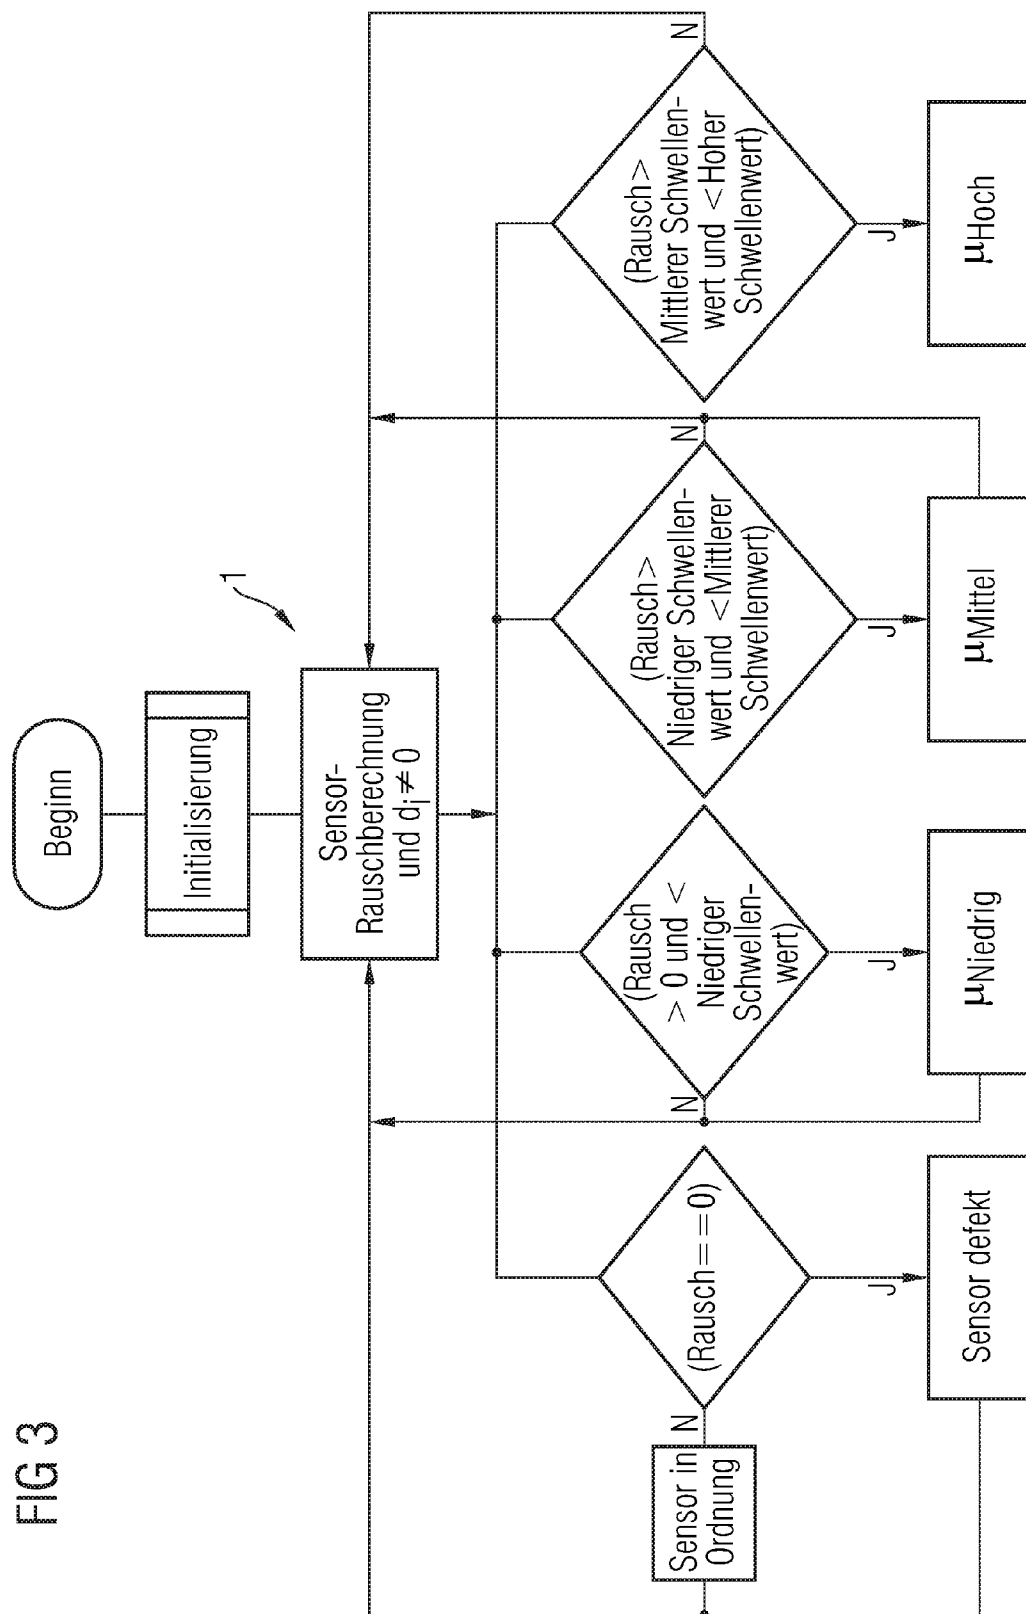 FIG 3
Beginn
Initialisierung
1
Sensor-
Rauschberechnung
und di ≠ 0
Sensor in
Ordnung
N
(Rausch==0)
J
Sensor defekt
N
(Rausch
> 0 und <
Niedriger
Schwellen-
wert)
J
µNiedrig
N
(Rausch>
Niedriger Schwellen-
wert und <Mittlerer
Schwellenwert)
J
µMittel
N
(Rausch>
Mittlerer Schwellen-
wert und <Hoher
Schwellenwert)
J
µHoch